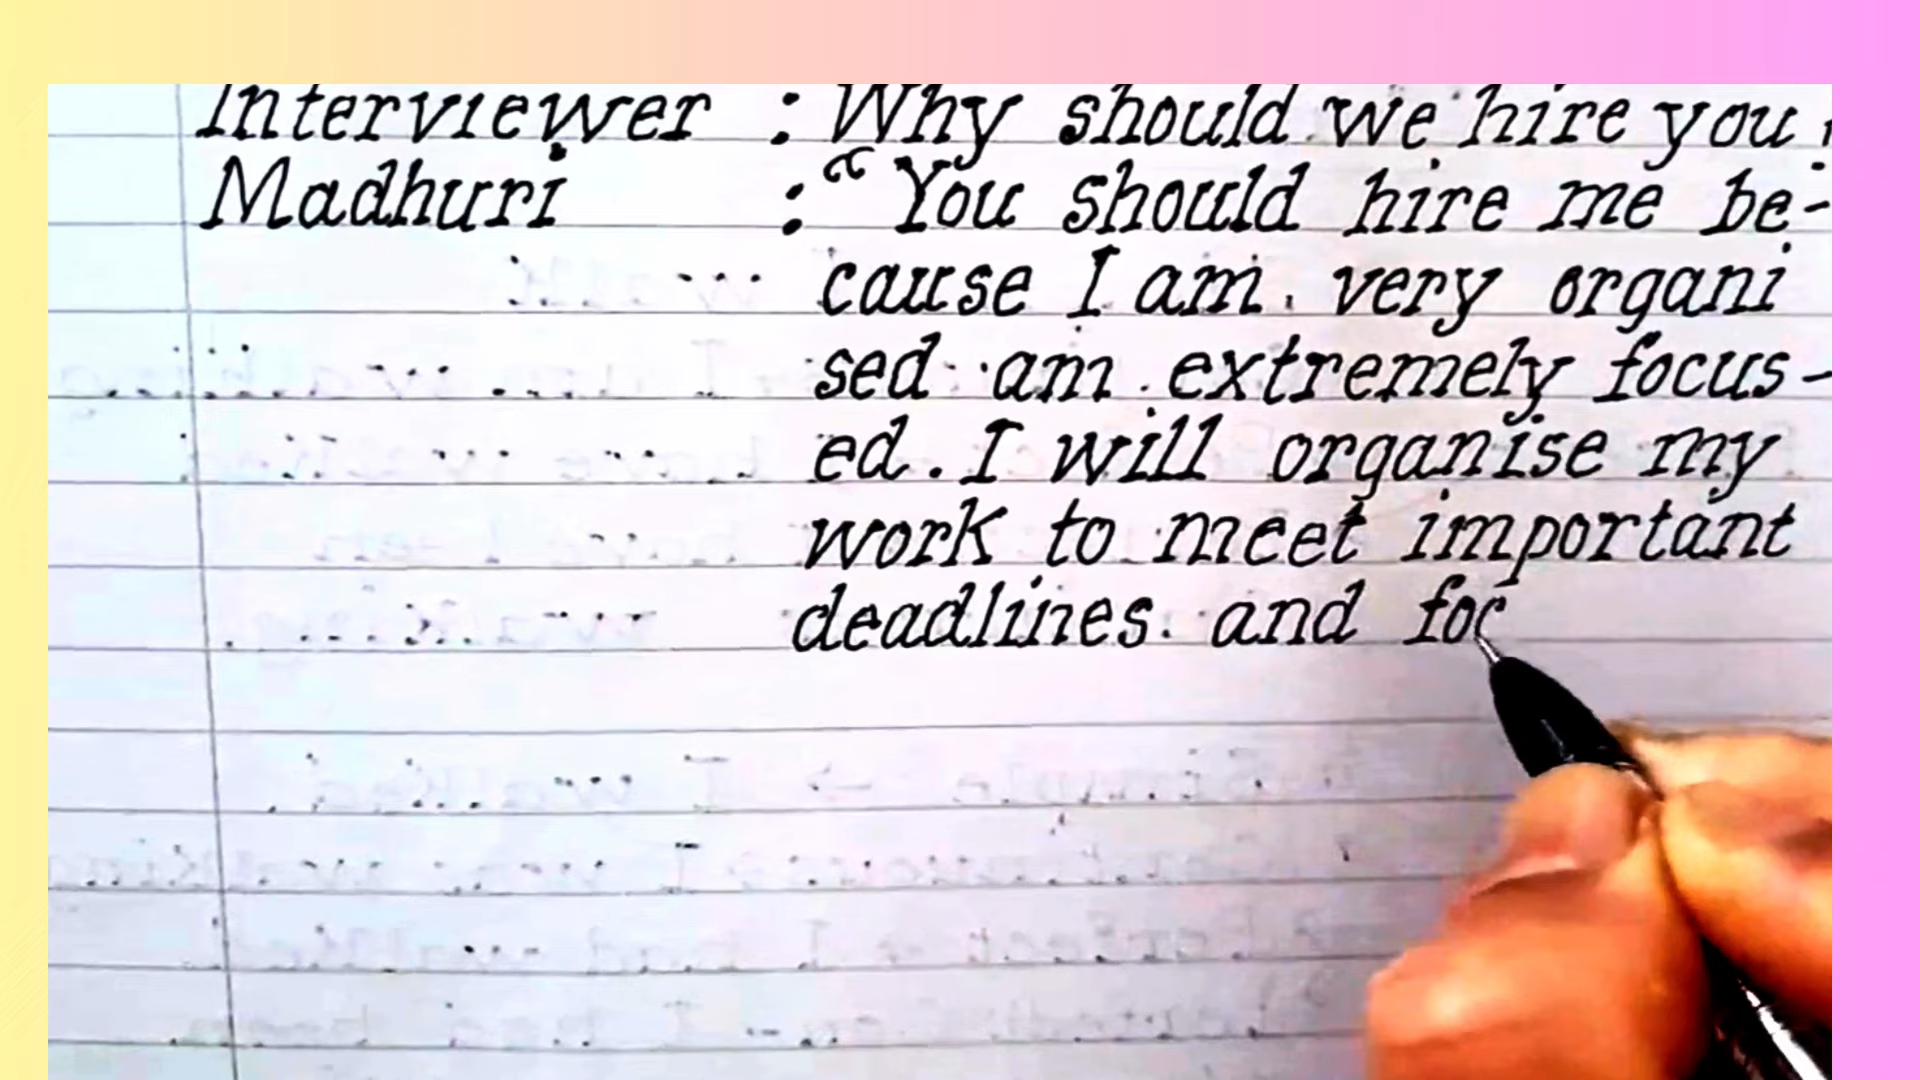 Interviewer : Why should we hire you?
Madhuri : “ You should hire me be-
cause I am very organi
sed am extremely focus-
ed. I will organise my
work to meet important
deadlines and foc